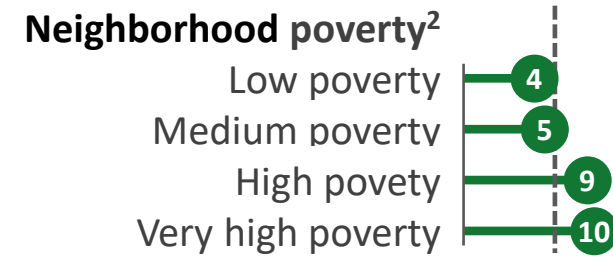 Neighborhood poverty²
Low poverty 4
Medium poverty 5
High povety 9
Very high poverty 10